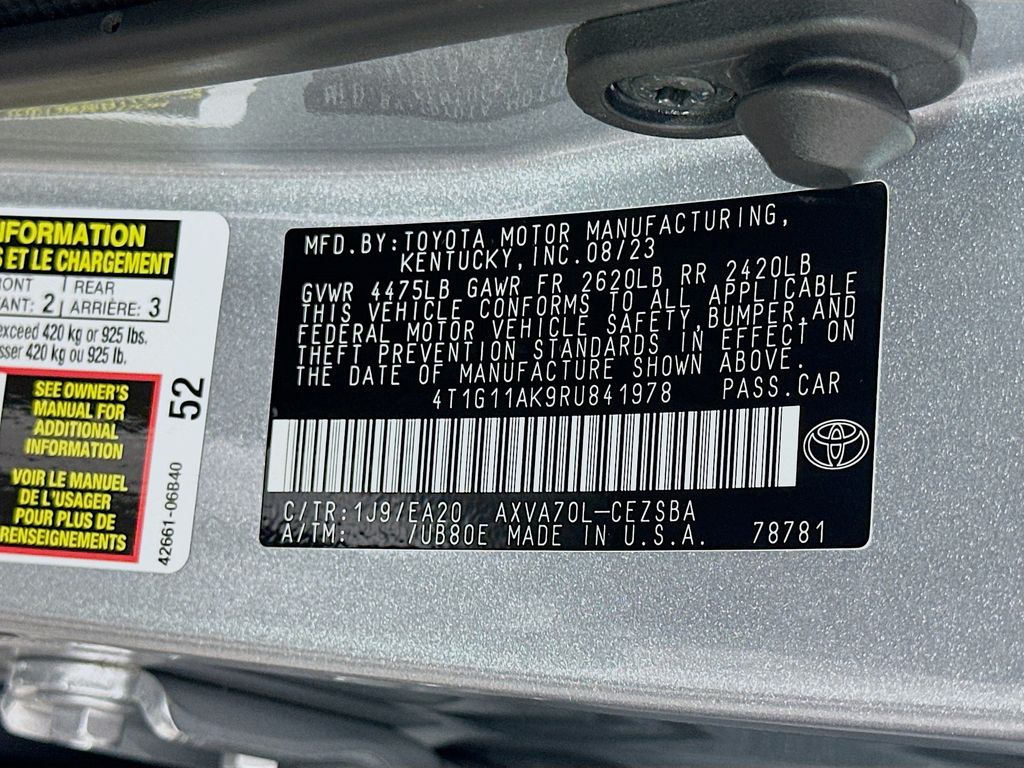 INFORMATION
S ET LE CHARGEMENT
RONT 2 REAR
ANT: ARRIÈRE: 3
exceed 420 kg or 925 lbs.
sser 420 kg ou 925 lb.
SEE OWNER'S
MANUAL FOR
ADDITIONAL
INFORMATION
VOIR LE MANUEL
DE L'USAGER
POUR PLUS DE
RENSEIGNEMENTS
52
42661-06B40
MFD.BY:TOYOTA MOTOR MANUFACTURING,
KENTUCKY,INC.08/23
GVWR 4475LB GAWR FR 2620LB RR 2420LB
THIS VEHICLE CONFORMS TO ALL APPLICABLE
FEDERAL MOTOR VEHICLE SAFETY,BUMPER,AND
THEFT PREVENTION STANDARDS IN EFFECT ON
THE DATE OF MANUFACTURE SHOWN ABOVE.
4T1G11AK9RU841978 PASS.CAR
C/TR:1J9/EA20 AXVA70L-CEZSBA
A/TM: /UB80E MADE IN U.S.A. 78781